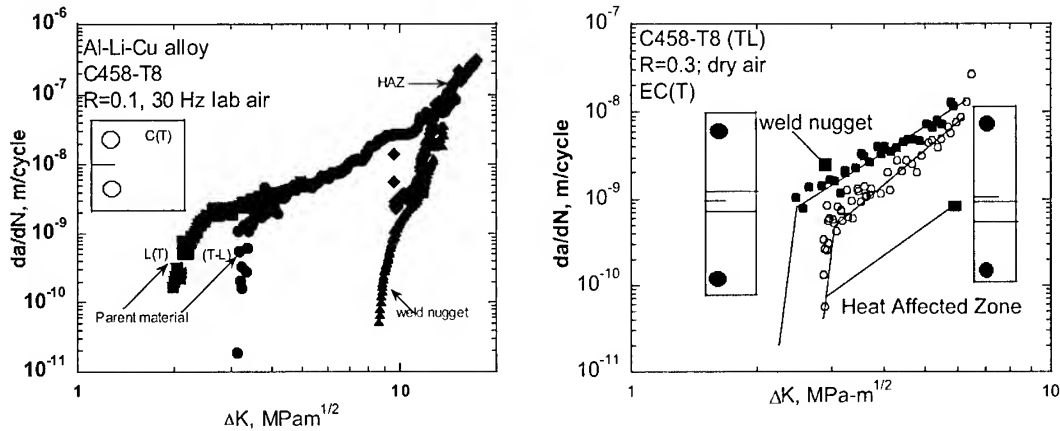 10^-6
10^-7
10^-8
10^-9
10^-10
10^-11
da/dN, m/cycle
Al-Li-Cu alloy
C458-T8
R=0.1, 30 Hz lab air
C(T)
HAZ
L(T)
(T-L)
Parent material
weld nugget
1
10
ΔK, MPam^1/2
10^-7
10^-8
10^-9
10^-10
10^-11
da/dN, m/cycle
C458-T8 (TL)
R=0.3; dry air
EC(T)
weld nugget
Heat Affected Zone
1
10
ΔK, MPa-m^1/2